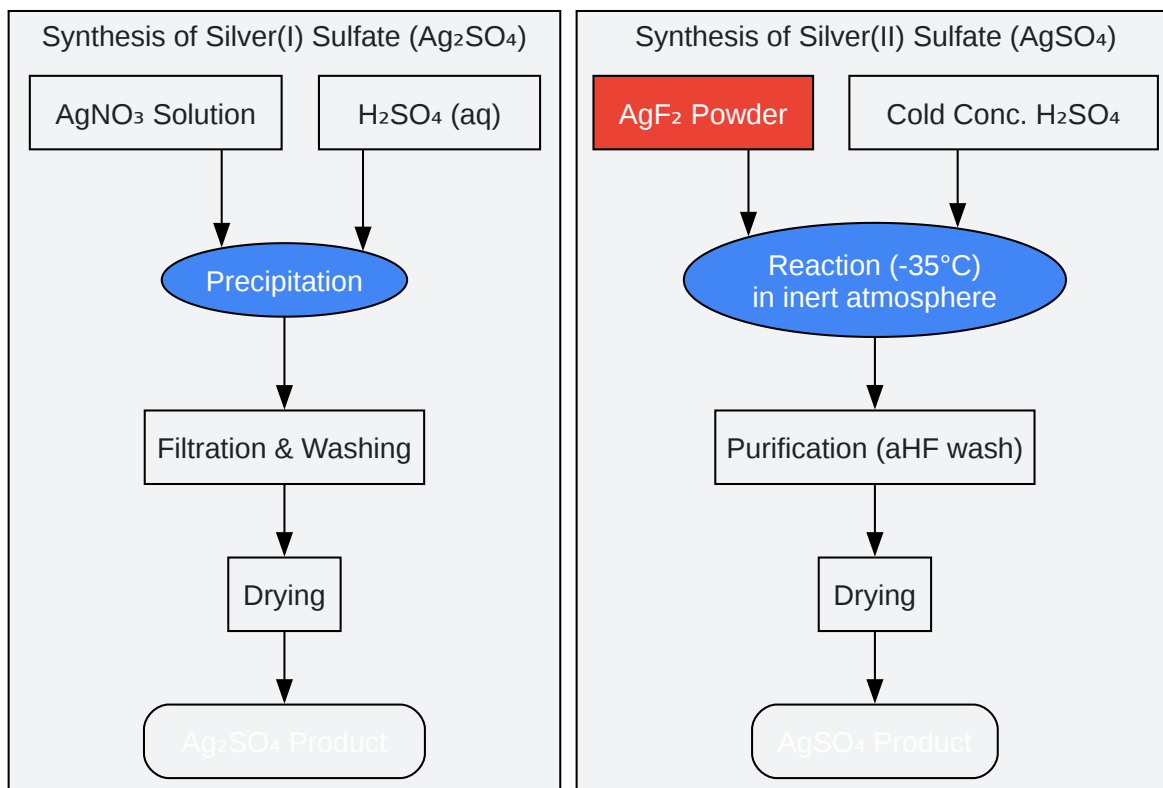 Synthesis of Silver(I) Sulfate (Ag₂SO₄)
AgNO₃ Solution
H₂SO₄ (aq)
Precipitation
Filtration & Washing
Drying
Ag₂SO₄ Product
Synthesis of Silver(II) Sulfate (AgSO₄)
AgF₂ Powder
Cold Conc. H₂SO₄
Reaction (-35°C)
in inert atmosphere
Purification (aHF wash)
Drying
AgSO₄ Product